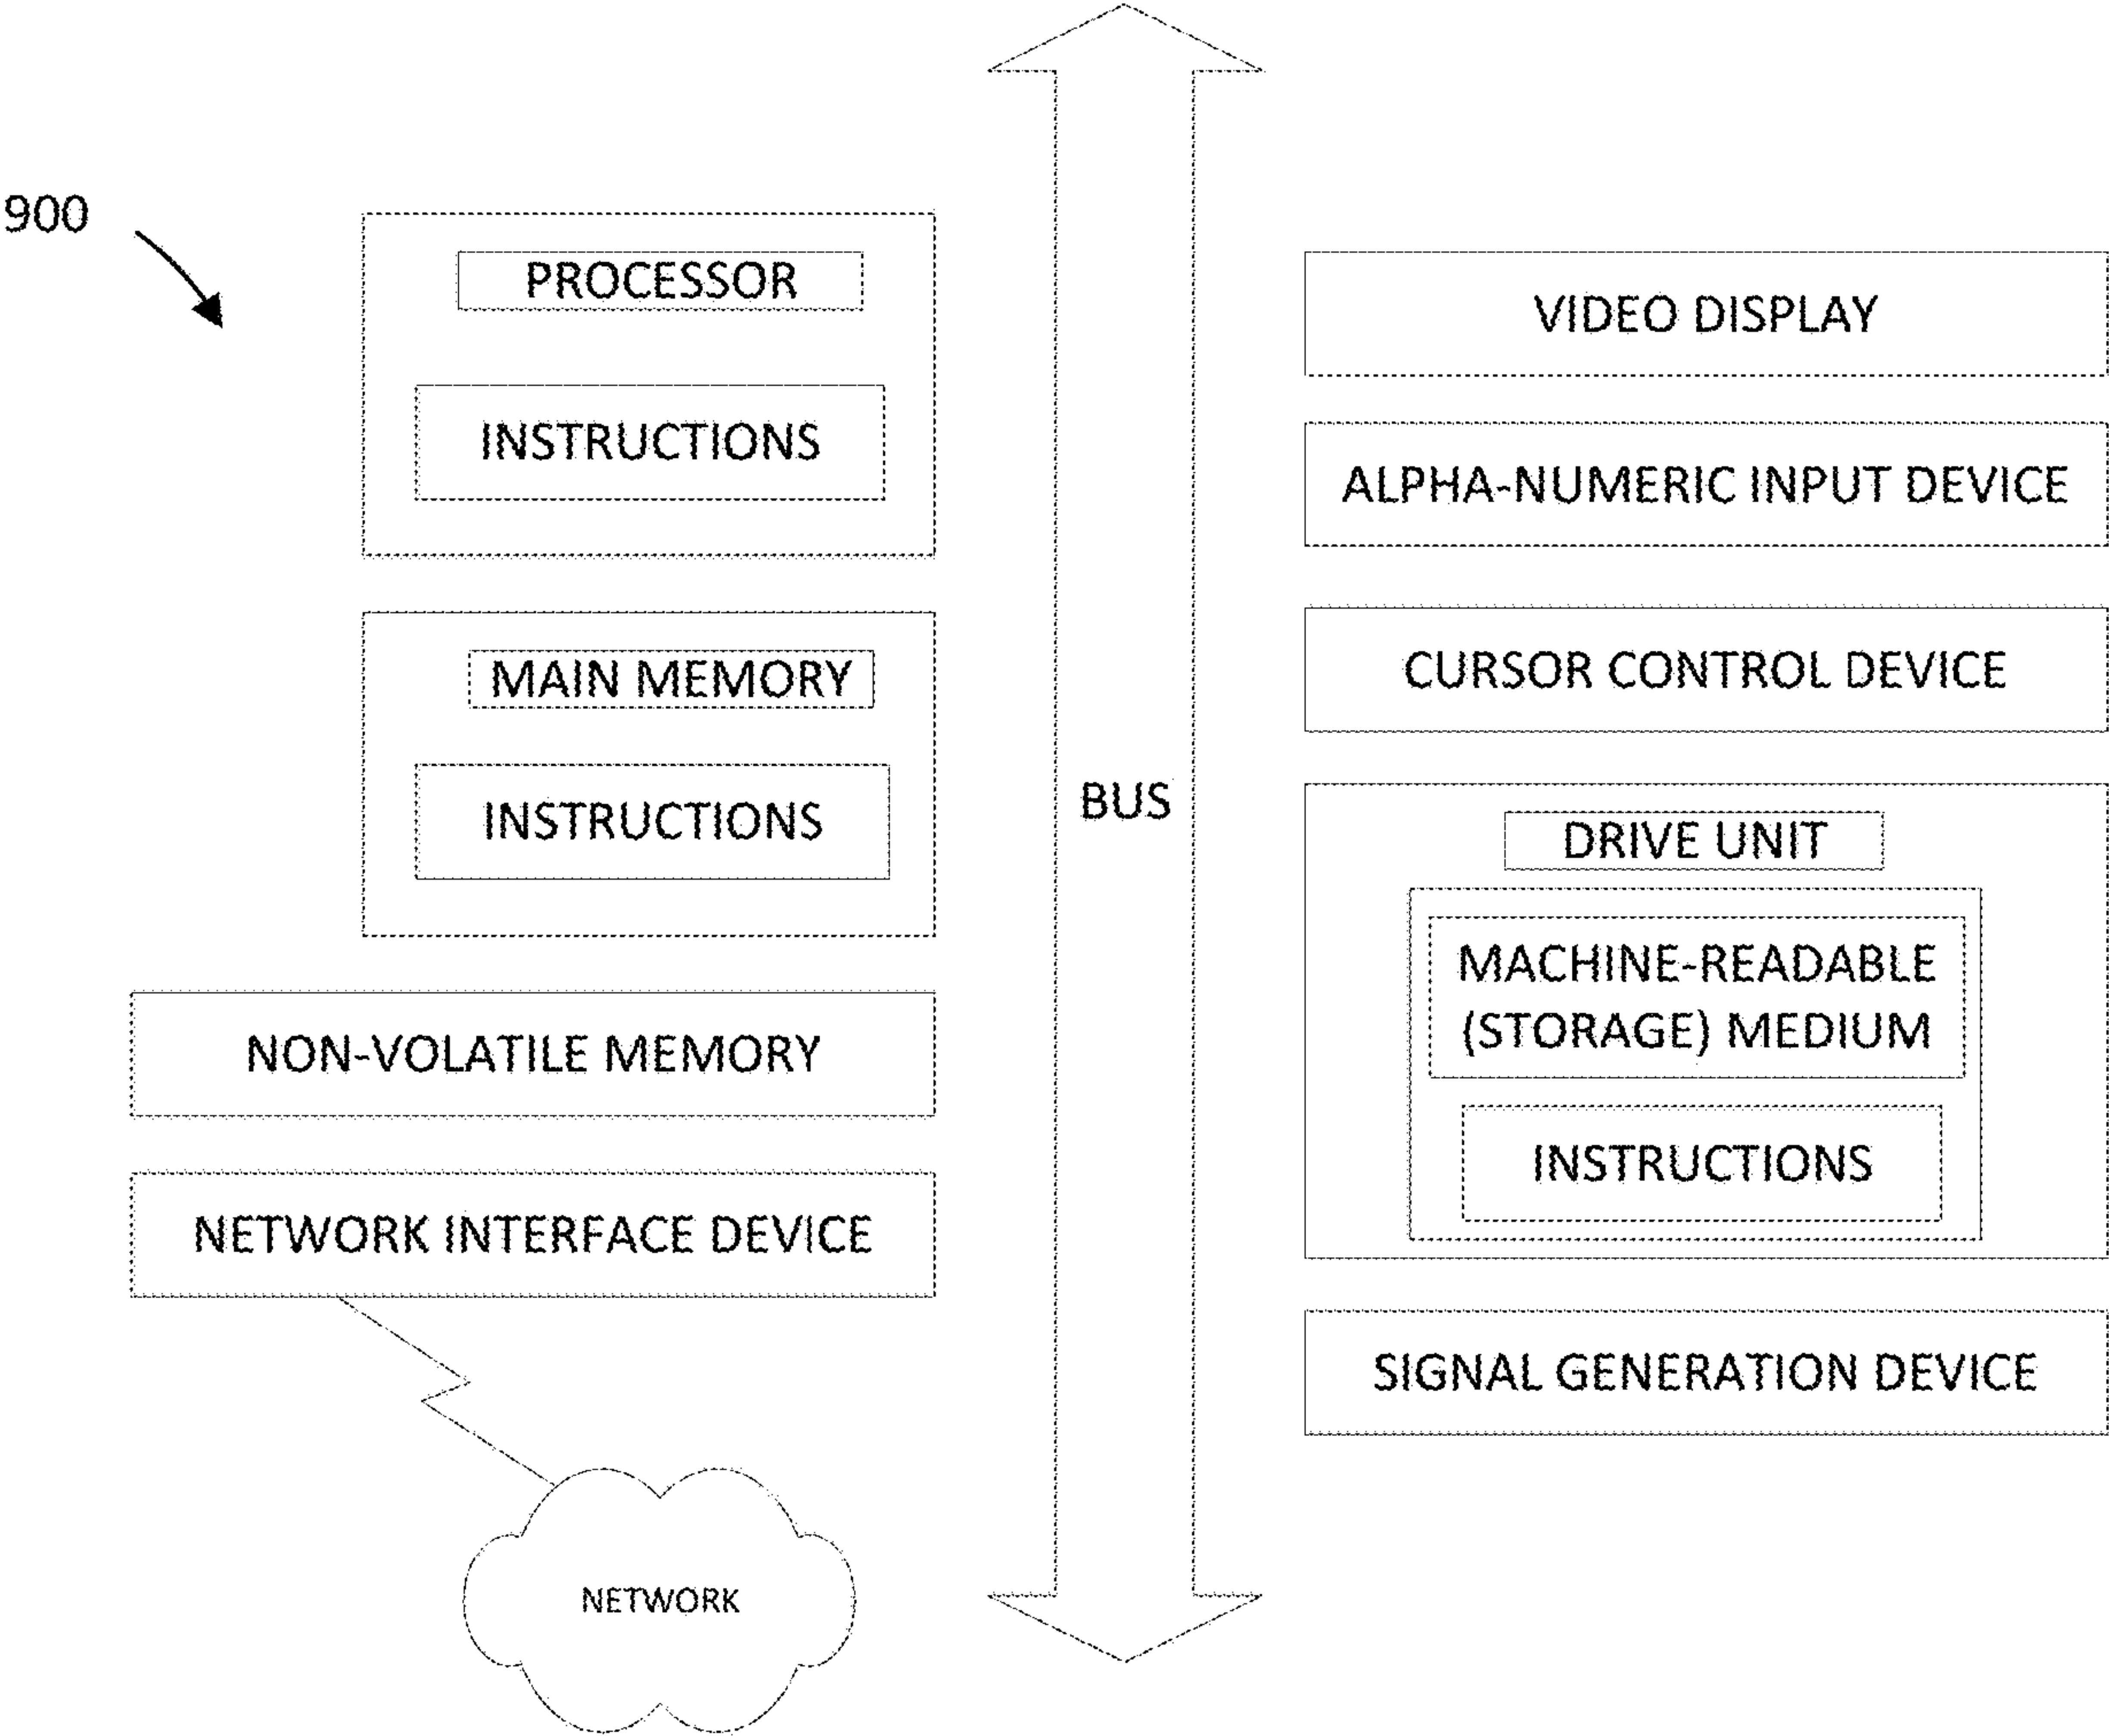 900
PROCESSOR
INSTRUCTIONS
MAIN MEMORY
INSTRUCTIONS
NON-VOLATILE MEMORY
NETWORK INTERFACE DEVICE
NETWORK
BUS
VIDEO DISPLAY
ALPHA-NUMERIC INPUT DEVICE
CURSOR CONTROL DEVICE
DRIVE UNIT
MACHINE-READABLE
(STORAGE) MEDIUM
INSTRUCTIONS
SIGNAL GENERATION DEVICE